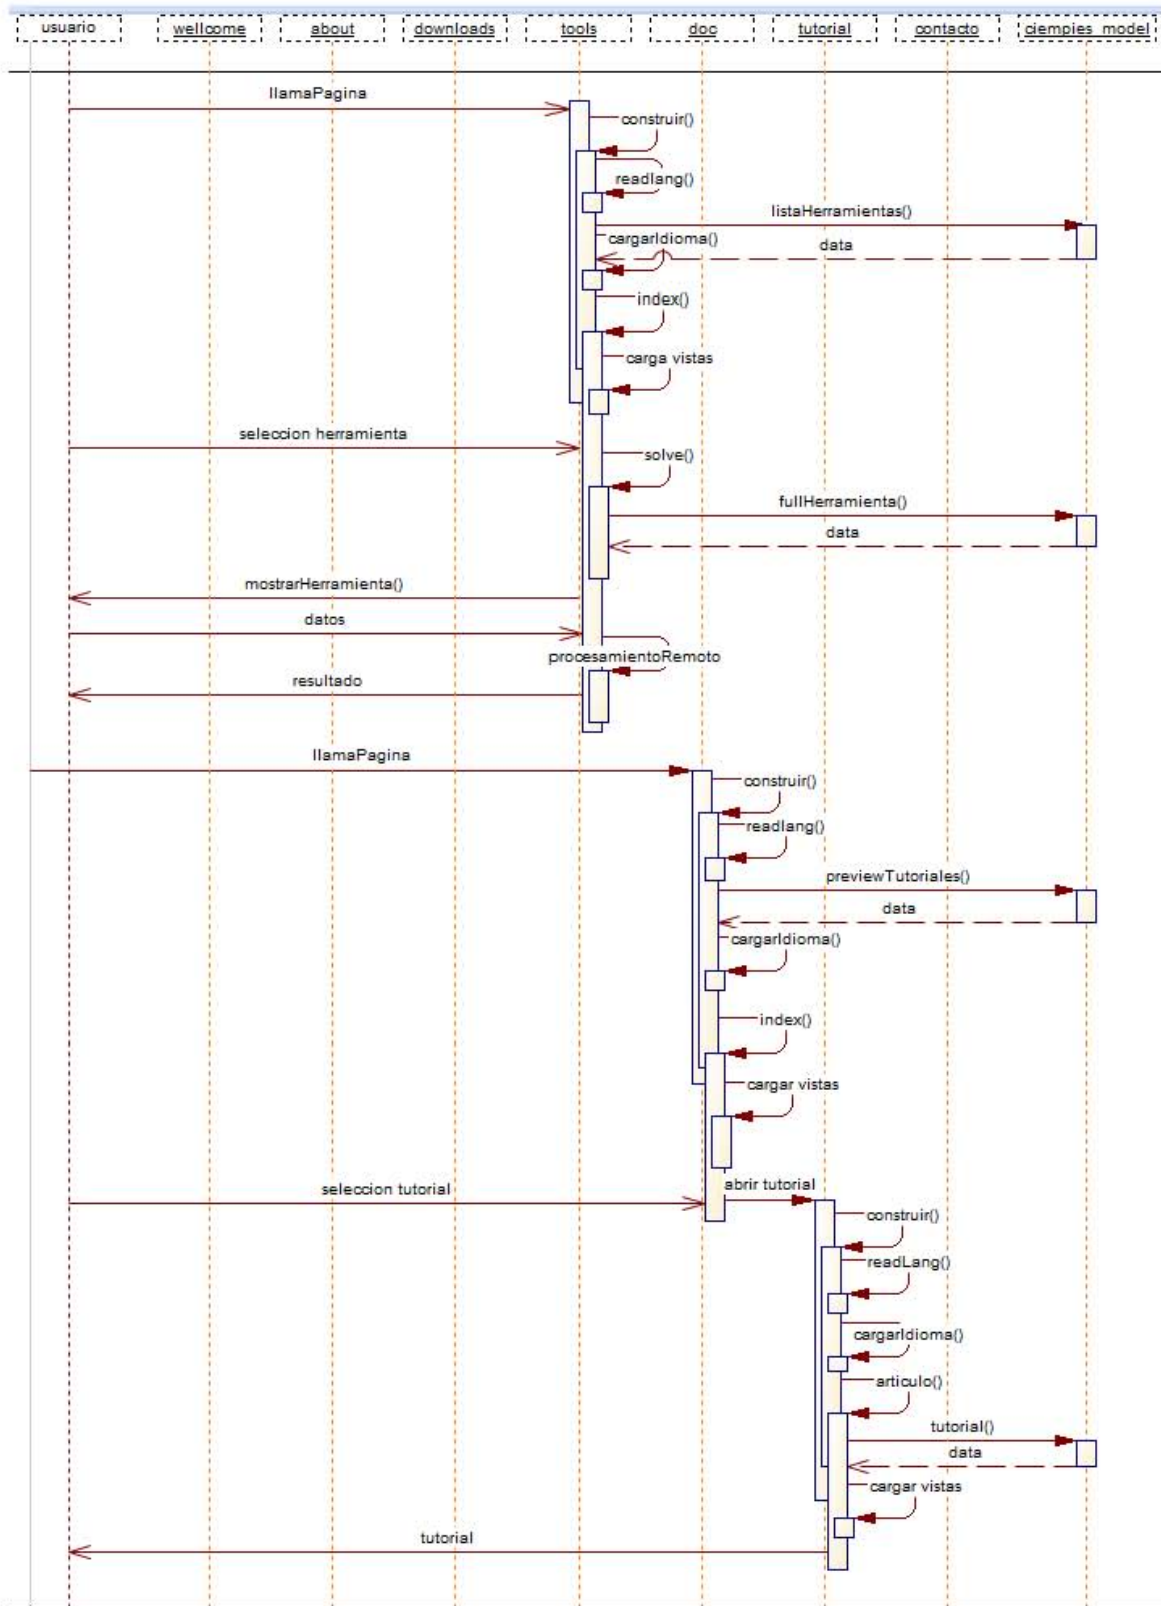 usuario wellcome about downloads tools doc tutorial contacto ciempies_model
llamaPagina
construir()
readlang()
listaHerramientas()
cargarIdioma()
data
index()
carga vistas
seleccion herramienta
solve()
fullHerramienta()
data
mostrarHerramienta()
datos
procesamientoRemoto
resultado
llamaPagina
construir()
readlang()
previewTutoriales()
data
cargarIdioma()
index()
cargar vistas
abrir tutorial
seleccion tutorial
construir()
readLang()
cargarIdioma()
articulo()
tutorial()
data
cargar vistas
tutorial